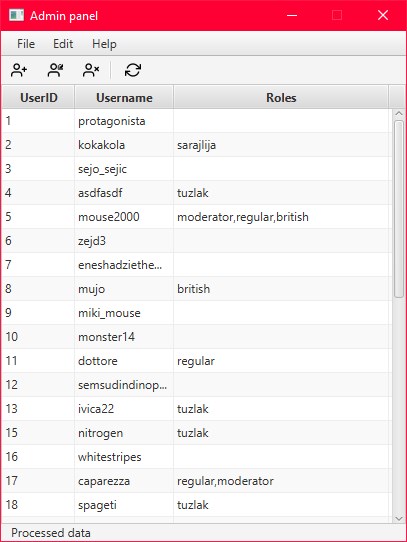 Admin panel
File Edit Help
UserID Username Roles
1 protagonista
2 kokakola sarajlija
3 sejo_sejic
4 asdfasdf tuzlak
5 mouse2000 moderator,regular,british
6 zejd3
7 eneshadziethe...
8 mujo british
9 miki_mouse
10 monster14
11 dottore regular
12 semsudindinop...
13 ivica22 tuzlak
15 nitrogen tuzlak
16 whitestripes
17 caparezza regular,moderator
18 spageti tuzlak
Processed data